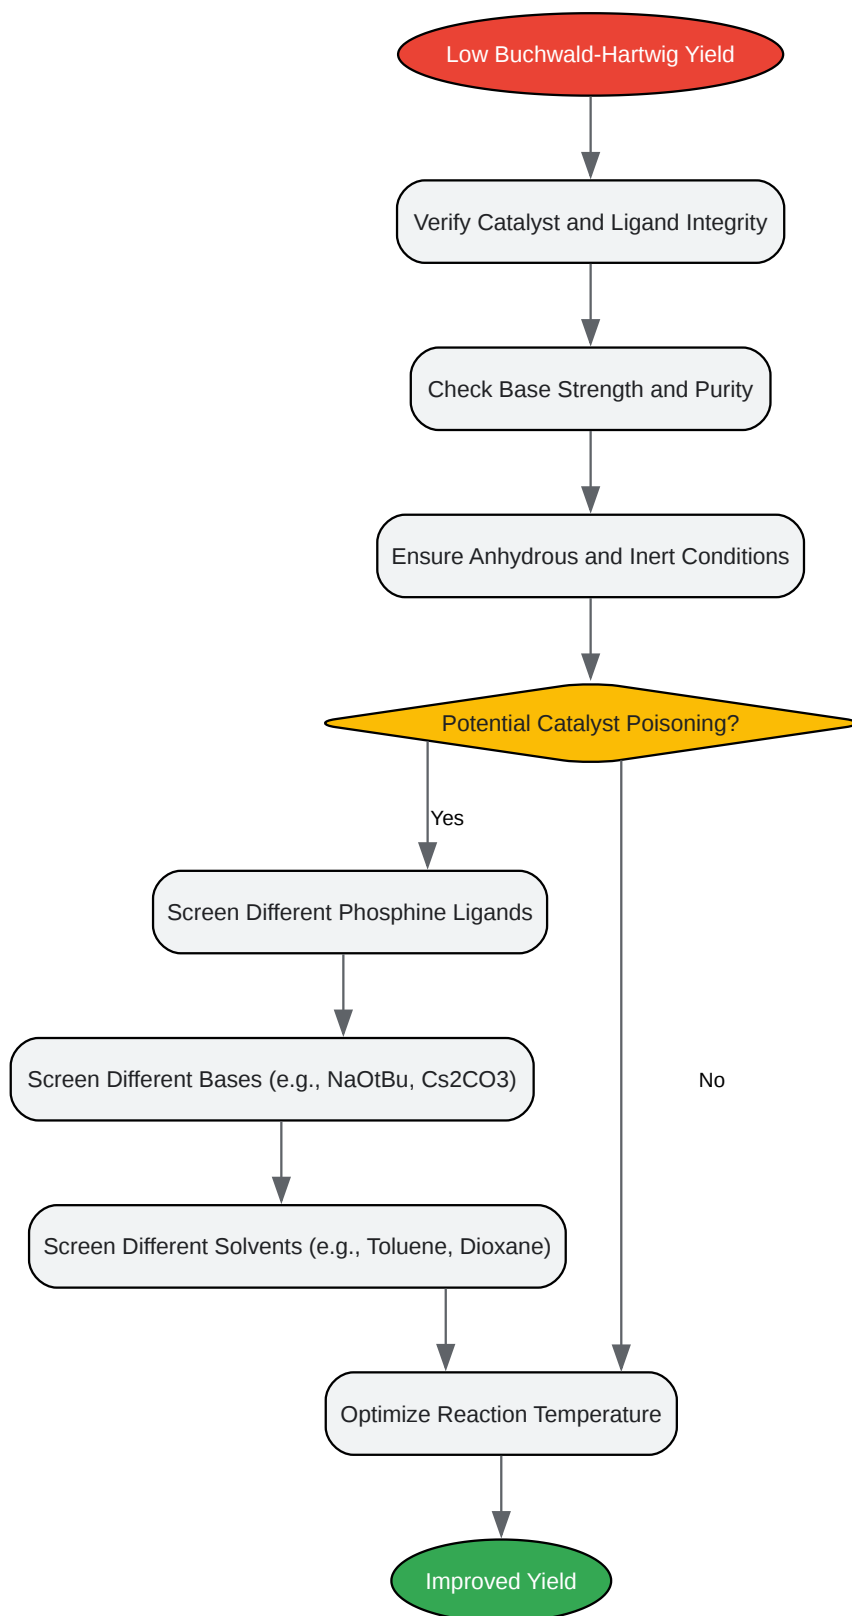 Low Buchwald-Hartwig Yield
Verify Catalyst and Ligand Integrity
Check Base Strength and Purity
Ensure Anhydrous and Inert Conditions
Potential Catalyst Poisoning?
Yes
Screen Different Phosphine Ligands
Screen Different Bases (e.g., NaOtBu, Cs2CO3)
No
Screen Different Solvents (e.g., Toluene, Dioxane)
Optimize Reaction Temperature
Improved Yield